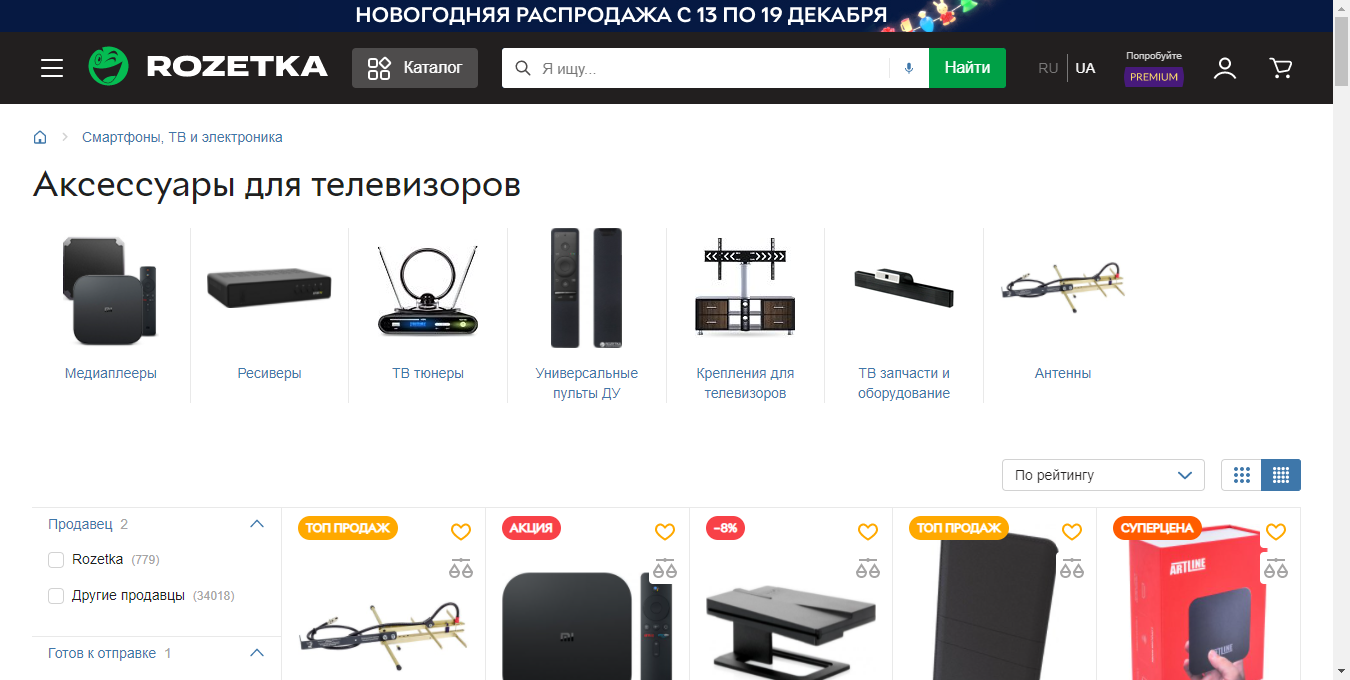 НОВОГОДНЯЯ РАСПРОДАЖА С 13 ПО 19 ДЕКАБРЯ
ROZETKA
Каталог
Я ищу...
Найти
RU
UA
Попробуйте
PREMIUM
Смартфоны, ТВ и электроника
Аксессуары для телевизоров
Медиаплееры
Ресиверы
ТВ тюнеры
Универсальные
пульты ДУ
Крепления для
телевизоров
ТВ запчасти и
оборудование
Антенны
По рейтингу
Продавец 2
Rozetka (779)
Другие продавцы (34018)
Готов к отправке 1
ТОП ПРОДАЖ
АКЦИЯ
-8%
ТОП ПРОДАЖ
СУПЕРЦЕНА
ARTLINE
ARTLINE